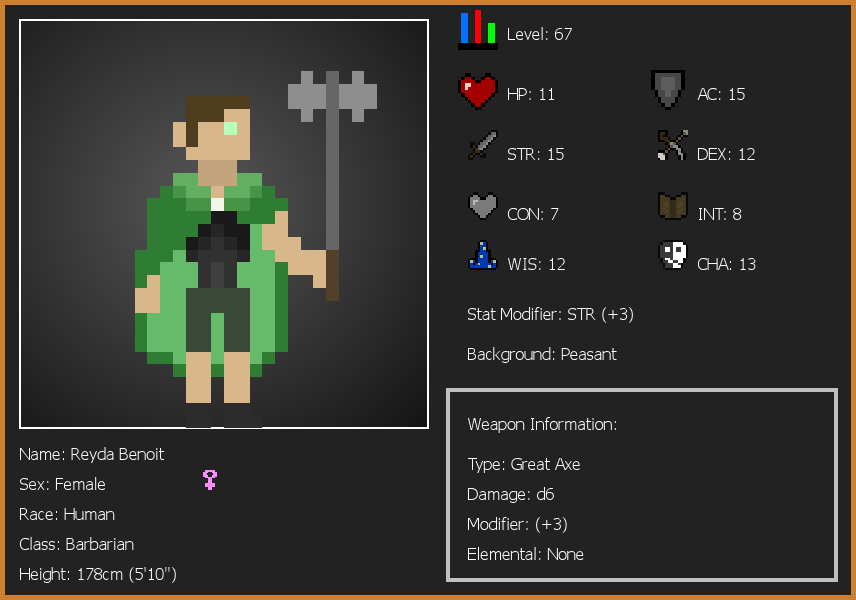 Level: 67
HP: 11
AC: 15
STR: 15
DEX: 12
CON: 7
INT: 8
WIS: 12
CHA: 13
Stat Modifier: STR (+3)
Background: Peasant
Weapon Information:
Type: Great Axe
Damage: d6
Modifier: (+3)
Elemental: None
Name: Reyda Benoit
Sex: Female
Race: Human
Class: Barbarian
Height: 178cm (5'10")